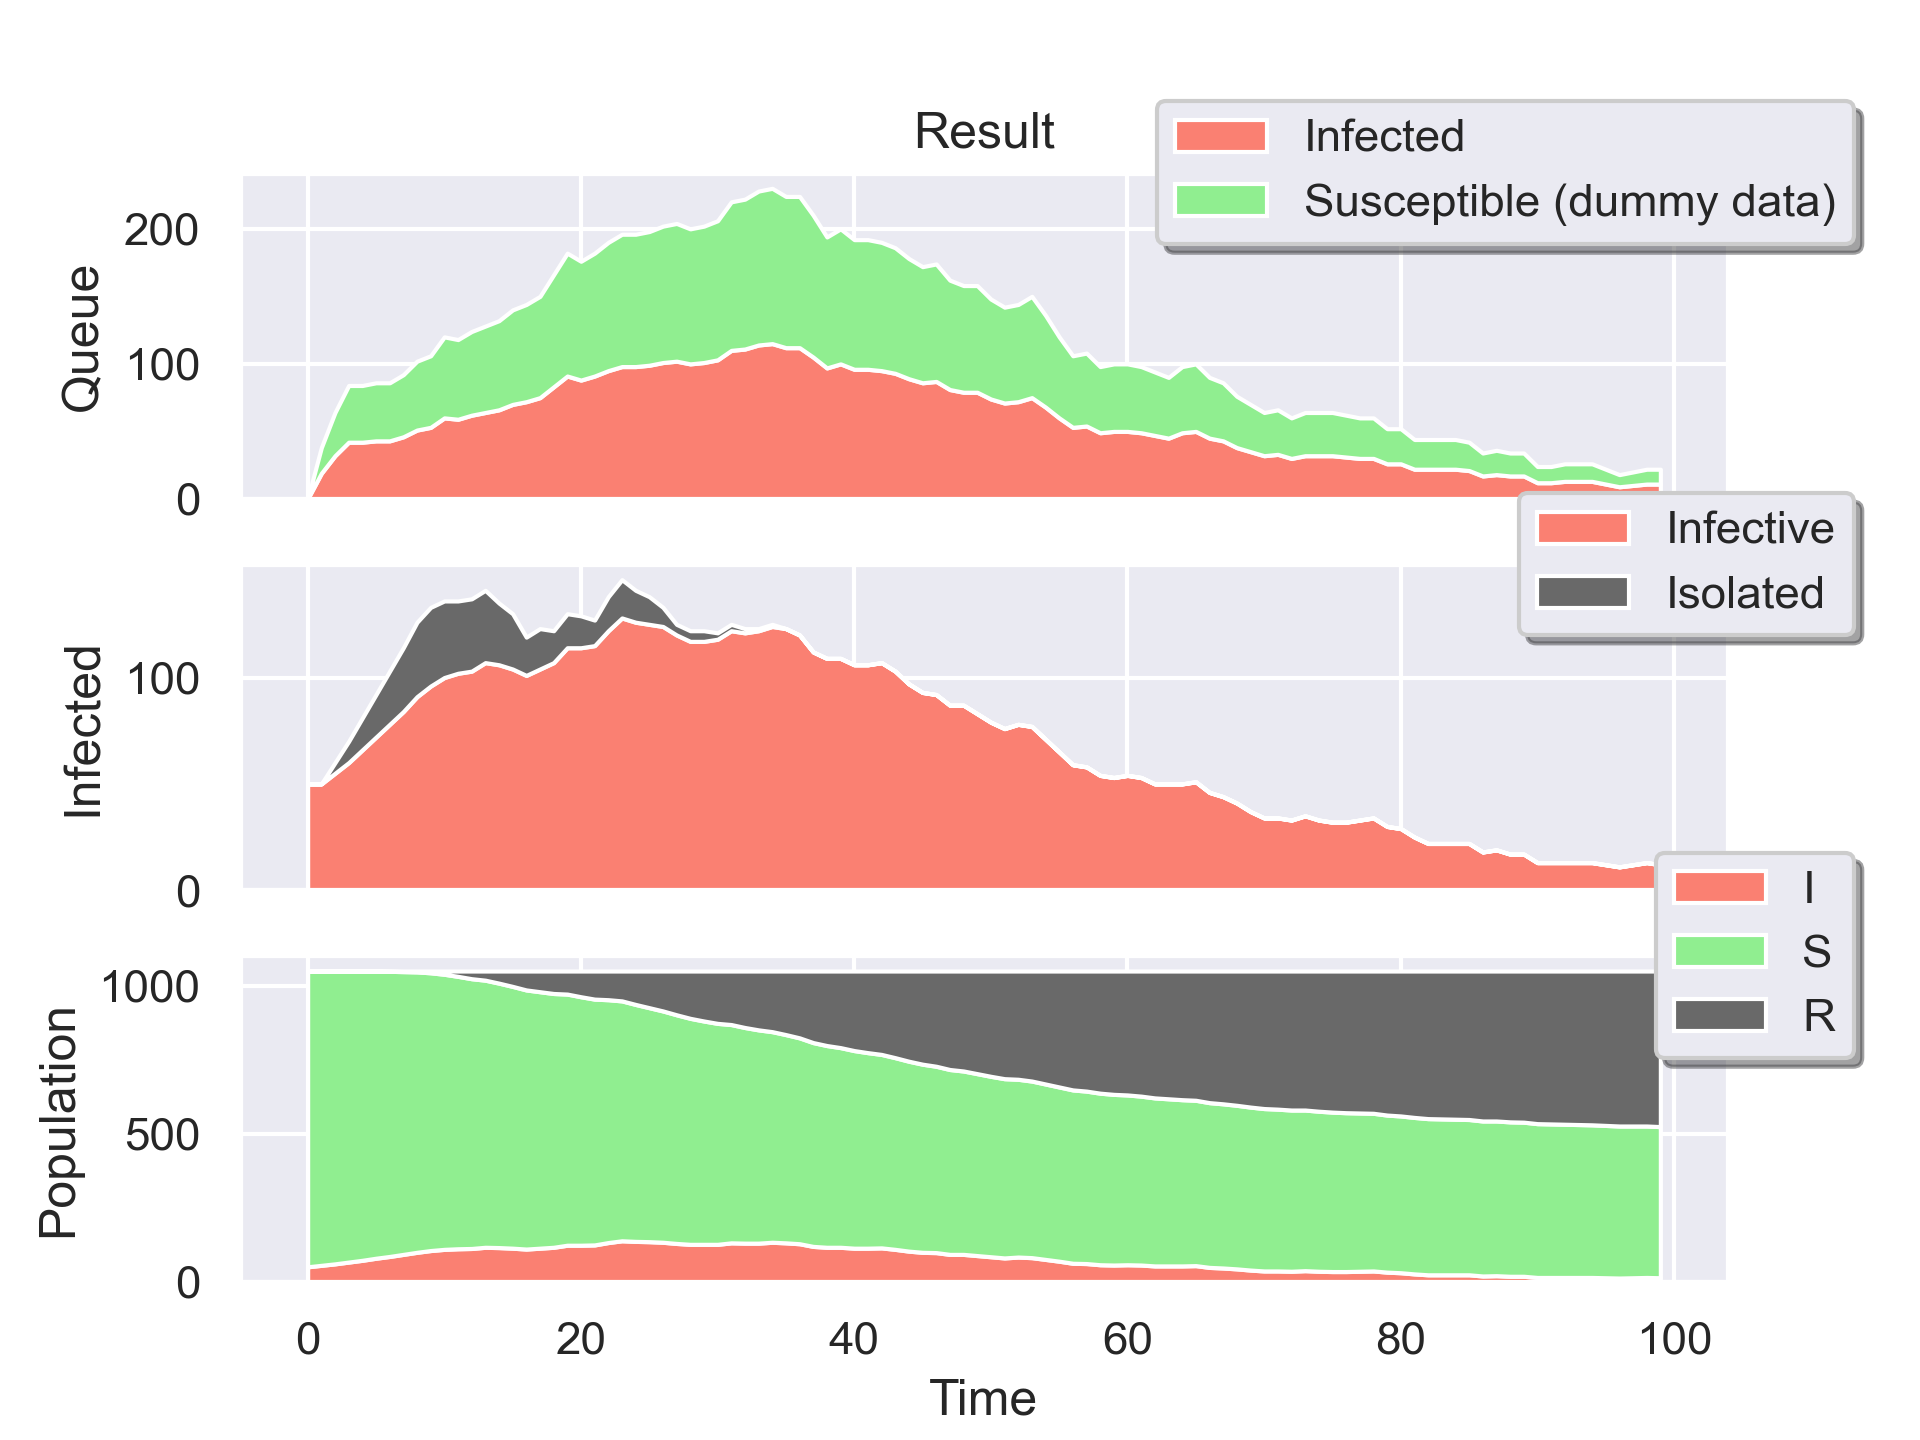 Result
Infected
Susceptible (dummy data)
200
100
0
Queue
Infective
Isolated
100
0
Infected
I
S
R
1000
500
0
Population
0 20 40 60 80 100
Time